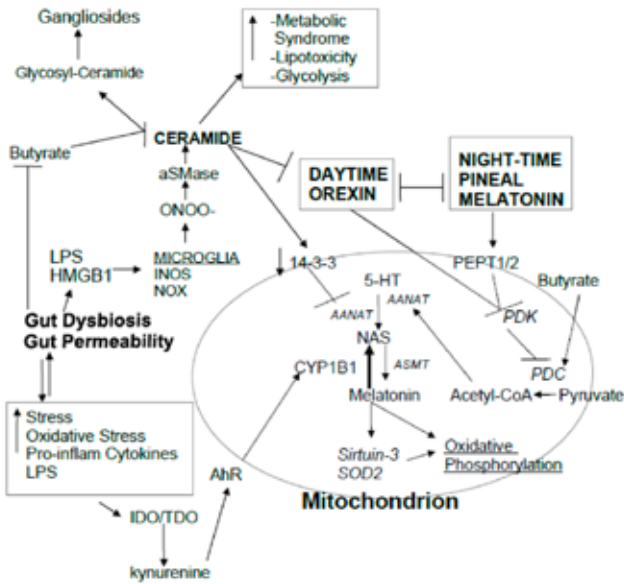 Gangliosides
Glycosyl-Ceramide
-Metabolic
Syndrome
-Lipotoxicity
-Glycolysis
Butyrate
CERAMIDE
aSMase
ONOO-
DAYTIME
OREXIN
NIGHT-TIME
PINEAL
MELATONIN
LPS
HMGB1
MICROGLIA
INOS
NOX
14-3-3
PEPT1/2
Butyrate
5-HT
AANAT
AANAT
NAS
PDK
Gut Dysbiosis
Gut Permeability
CYP1B1
ASMT
PDC
Melatonin
Acetyl-CoA
Pyruvate
Stress
Oxidative Stress
Pro-inflam Cytokines
LPS
Sirtuin-3
SOD2
Oxidative
Phosphorylation
AhR
Mitochondrion
IDO/TDO
kynurenine